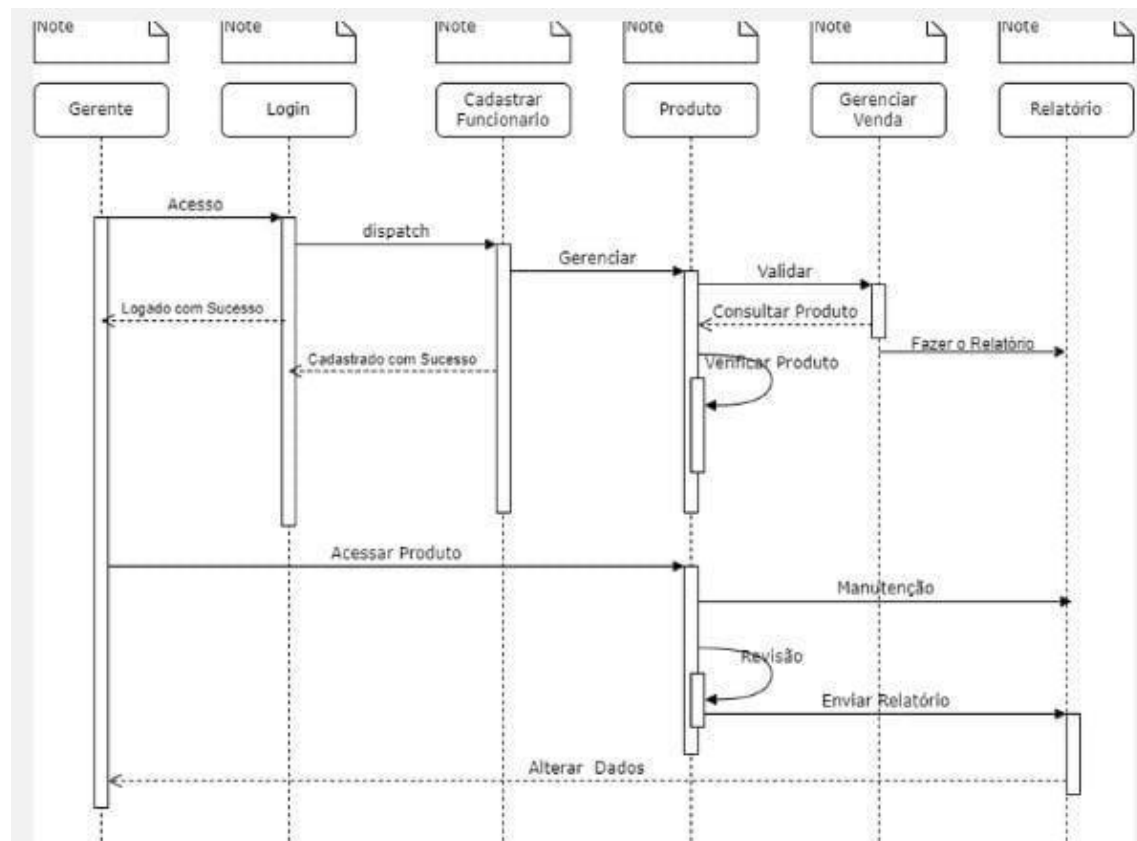 Note
Note
Note
Note
Note
Note
Gerente
Login
Cadastrar
Funcionario
Produto
Gerenciar
Venda
Relatório
Acesso
dispatch
Gerenciar
Validar
Logado com Sucesso
Consultar Produto
Fazer o Relatório
Cadastrado com Sucesso
Verificar Produto
Acessar Produto
Manutenção
Revisão
Enviar Relatório
Alterar Dados